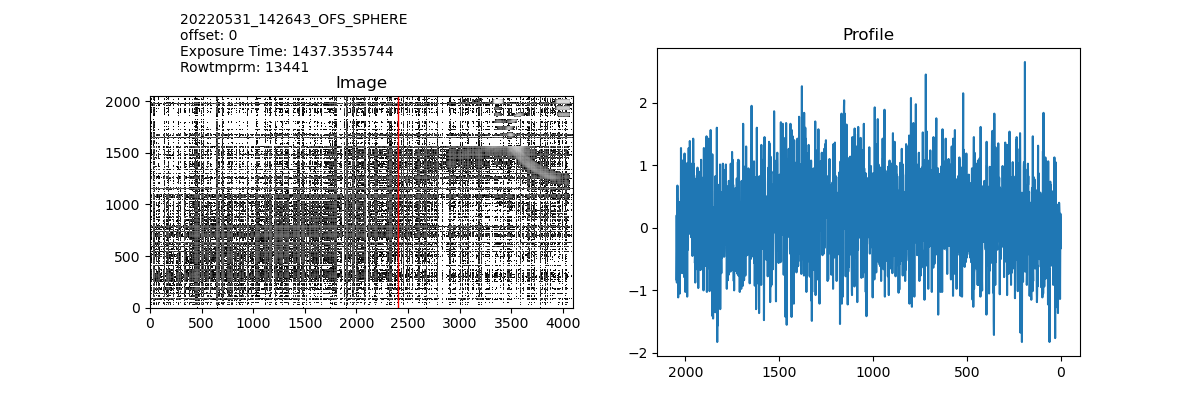 20220531_142643_OFS_SPHERE
offset: 0
Exposure Time: 1437.3535744
Rowtmprm: 13441
Image
Profile
2000
1500
1000
500
0
0 500 1000 1500 2000 2500 3000 3500 4000
2
1
0
−1
−2
2000 1500 1000 500 0